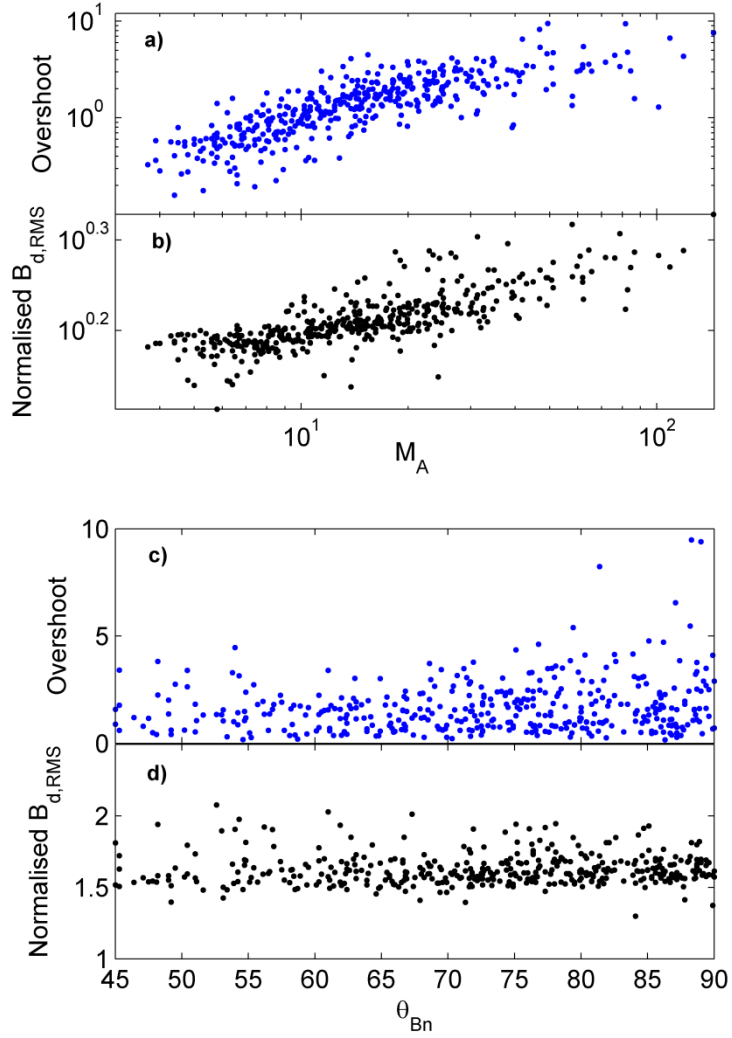 a)
10^1
10^0
Overshoot
b)
10^0.3
10^0.2
Normalised B_d,RMS
10^1
10^2
M_A
c)
10
5
0
Overshoot
d)
2
1.5
1
Normalised B_d,RMS
45 50 55 60 65 70 75 80 85 90
θ_Bn